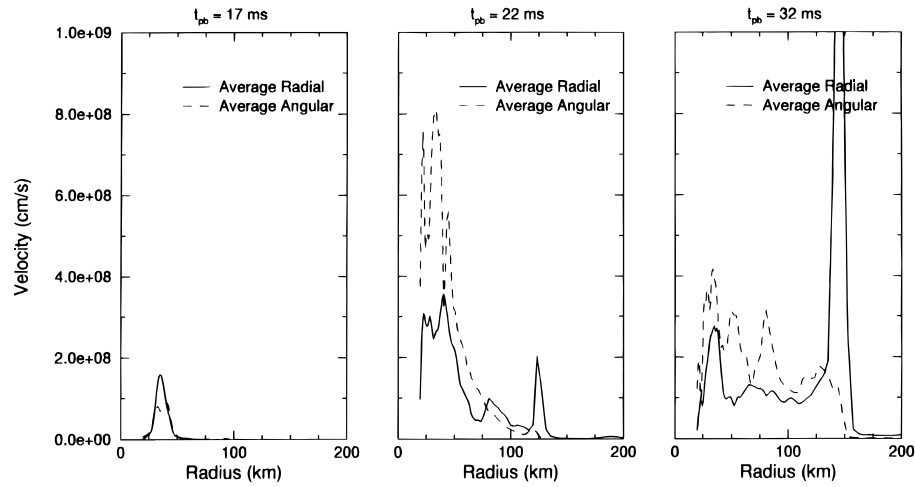 t_pb = 17 ms
t_pb = 22 ms
t_pb = 32 ms
1.0e+09
8.0e+08
6.0e+08
4.0e+08
2.0e+08
0.0e+00
Velocity (cm/s)
Average Radial
Average Angular
Average Radial
Average Angular
Average Radial
Average Angular
0 100 200
0 100 200
0 100 200
Radius (km)
Radius (km)
Radius (km)